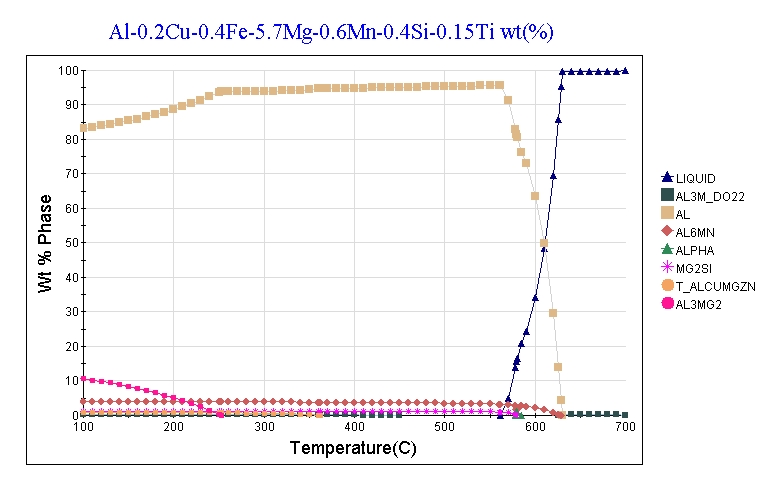 Al-0.2Cu-0.4Fe-5.7Mg-0.6Mn-0.4Si-0.15Ti wt(%)
100
90
80
70
60
50
40
30
20
10
0
Wt % Phase
100 200 300 400 500 600 700
Temperature(C)
LIQUID
AL3M_DO22
AL
AL6MN
ALPHA
MG2SI
T_ALCUMGZN
AL3MG2